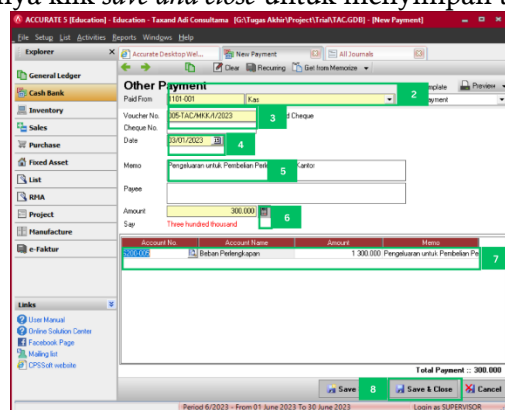 nya klik save and close untuk menyimpan
ACCURATE 5 [Education] - Education - Taxand Adi Consultama [G:\Tugas Akhir\Project\Trial\TAC.GDB] - [New Payment]
File Setup List Activities Reports Windows Help
Explorer
Accurate Desktop Wel...
New Payment
All Journals
General Ledger
Cash Bank
Inventory
Sales
Purchase
Fixed Asset
List
RMA
Project
Manufacture
e-Faktur
Links
User Manual
Online Solution Center
Facebook Page
Mailing list
CPSSoft website
Clear Recurring Get from Memorize
Other Payment
mplate Preview
Paid From 1101-001 Kas 2 ayment
Voucher No. 005-TAC/MKK/I/2023 3 d Cheque
Cheque No.
Date 03/01/2023 4
Memo Pengeluaran untuk Pembelian Perle 5 Kantor
Payee
Amount 300.000 6
Say Three hundred thousand
Account No. Account Name Amount Memo
Beban Perlengkapan 1 300.000 Pengeluaran untuk Pembelian Pe 7
Total Payment :: 300.000
Save 8 Save & Close Cancel
Period 6/2023 - From 01 June 2023 To 30 June 2023 Login as SUPERVISOR